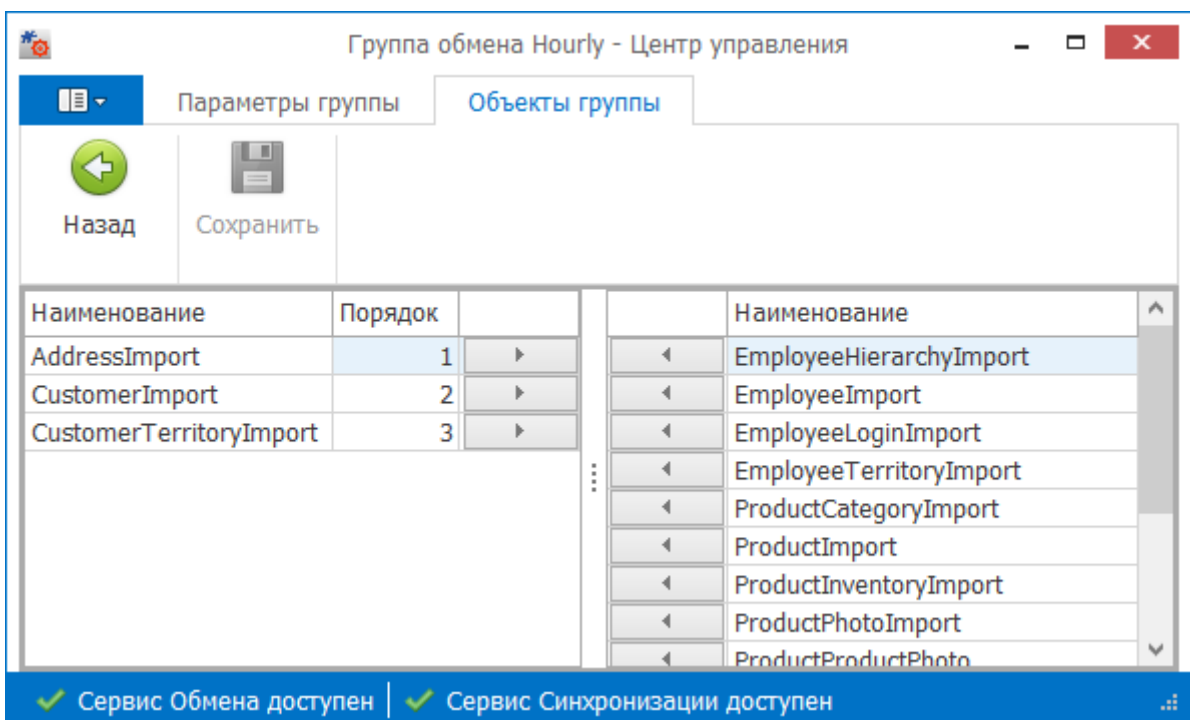 Группа обмена Hourly - Центр управления
Параметры группы Объекты группы
Назад Сохранить
Наименование Порядок Наименование
AddressImport 1 EmployeeHierarchyImport
CustomerImport 2 EmployeeImport
CustomerTerritoryImport 3 EmployeeLoginImport
EmployeeTerritoryImport
ProductCategoryImport
ProductImport
ProductInventoryImport
ProductPhotoImport
ProductProductPhoto
Сервис Обмена доступен Сервис Синхронизации доступен